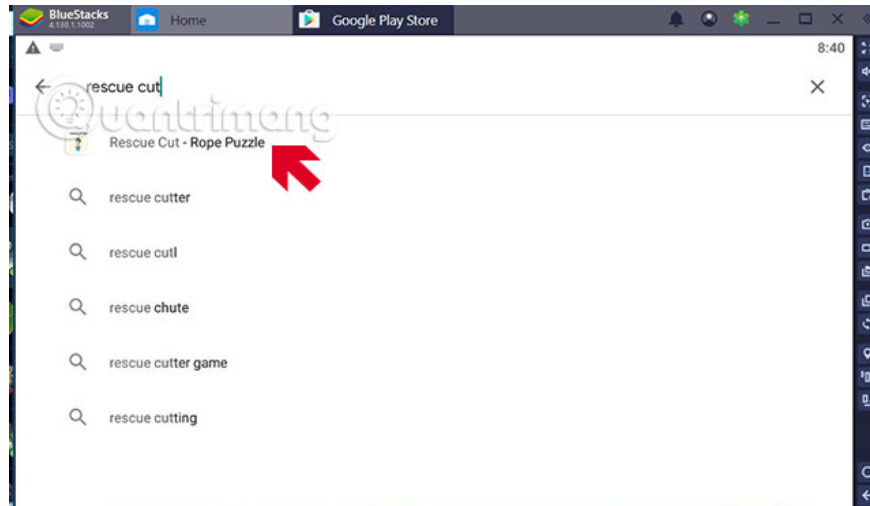 BlueStacks
4.130.1.1002
Home
Google Play Store
8:40
rescue cut
Quantrimang
Rescue Cut - Rope Puzzle
rescue cutter
rescue cutl
rescue chute
rescue cutter game
rescue cutting